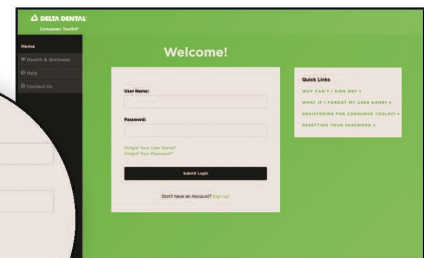 DELTA DENTAL
Consumer Toolkit®
Home
Health & Wellness
Help
Contact Us
Welcome!
User Name:
Password:
Forgot Your User Name?
Forgot Your Password?
Submit Login
Don't have an Account? Sign up
Quick Links
WHY CAN'T I SIGN ON?
WHAT IF I FORGOT MY USER NAME?
REGISTERING FOR CONSUMER TOOLKIT
RESETTING YOUR PASSWORD